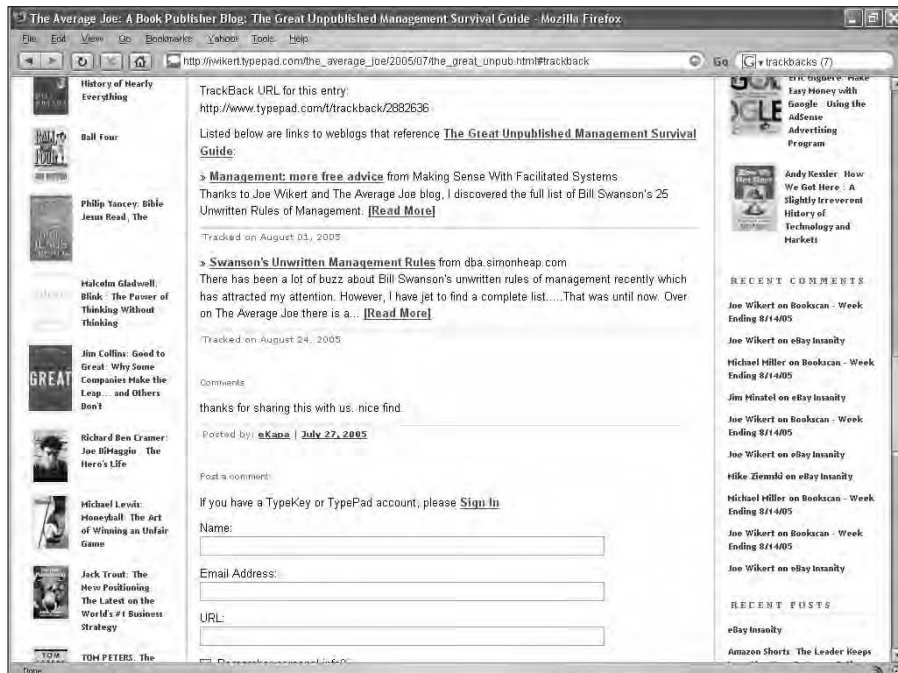 The Average Joe: A Book Publisher Blog: The Great Unpublished Management Survival Guide - Mozilla Firefox
File Edit View Go Bookmarks Yahoo! Tools Help
http://jwikert.typepad.com/the_average_joe/2005/07/the_great_unpub.html#trackback
Go
trackbacks (7)
History of Nearly
Everything
Ball Four
Philip Yancey: Bible
Jesus Read, The
Malcolm Gladwell:
Blink : The Power of
Thinking Without
Thinking
GREAT
Jim Collins: Good to
Great: Why Some
Companies Make the
Leap... and Others
Don't
Richard Ben Cramer:
Joe DiMaggio : The
Hero's Life
Michael Lewis:
Moneyball: The Art
of Winning an Unfair
Game
Jack Trout: The
New Positioning:
The Latest on the
World's #1 Business
Strategy
TOM
TOM PETERS: The
TrackBack URL for this entry:
http://www.typepad.com/t/trackback/2882636
Listed below are links to weblogs that reference The Great Unpublished Management Survival
Guide:
» Management: more free advice from Making Sense With Facilitated Systems
Thanks to Joe Wikert and The Average Joe blog, I discovered the full list of Bill Swanson's 25
Unwritten Rules of Management. [Read More]
Tracked on August 01, 2005
» Swanson's Unwritten Management Rules from dba.simonheap.com
There has been a lot of buzz about Bill Swanson's unwritten rules of management recently which
has attracted my attention. However, I have jet to find a complete list.....That was until now. Over
on The Average Joe there is a... [Read More]
Tracked on August 24, 2005
Comments
thanks for sharing this with us. nice find.
Posted by: eKapa | July 27, 2005
Post a comment
If you have a TypeKey or TypePad account, please Sign In
Name:
Email Address:
URL:
Remember personal info?
Eric Giguere: Make
Easy Money with
Google : Using the
AdSense
Advertising
Program
Andy Kessler: How
We Got Here : A
Slightly Irreverent
History of
Technology and
Markets
RECENT COMMENTS
Joe Wikert on Bookscan - Week
Ending 8/14/05
Joe Wikert on eBay Insanity
Michael Miller on Bookscan - Week
Ending 8/14/05
Jim Minatel on eBay Insanity
Joe Wikert on Bookscan - Week
Ending 8/14/05
Joe Wikert on eBay Insanity
Mike Ziemski on eBay Insanity
Michael Miller on Bookscan - Week
Ending 8/14/05
Joe Wikert on Bookscan - Week
Ending 8/14/05
Joe Wikert on eBay Insanity
RECENT POSTS
eBay Insanity
Amazon Shorts: The Leader Keeps
Done